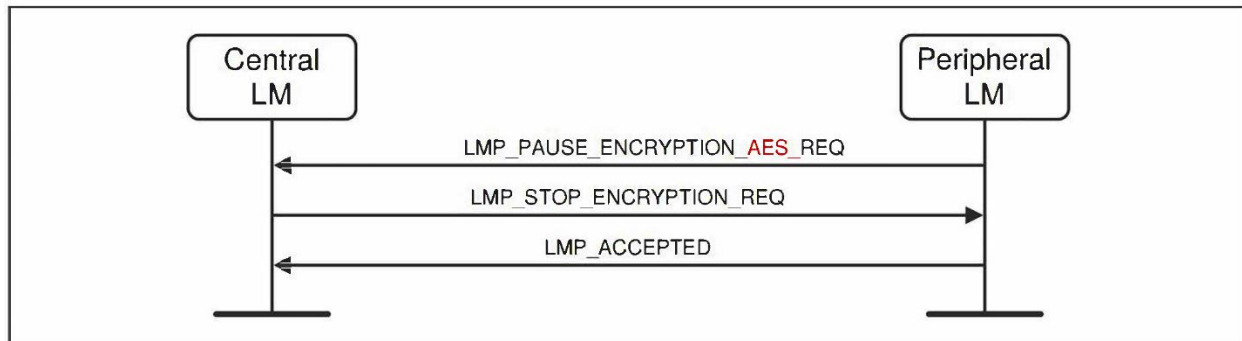 Central
LM
Peripheral
LM
LMP_PAUSE_ENCRYPTION_AES_REQ
LMP_STOP_ENCRYPTION_REQ
LMP_ACCEPTED